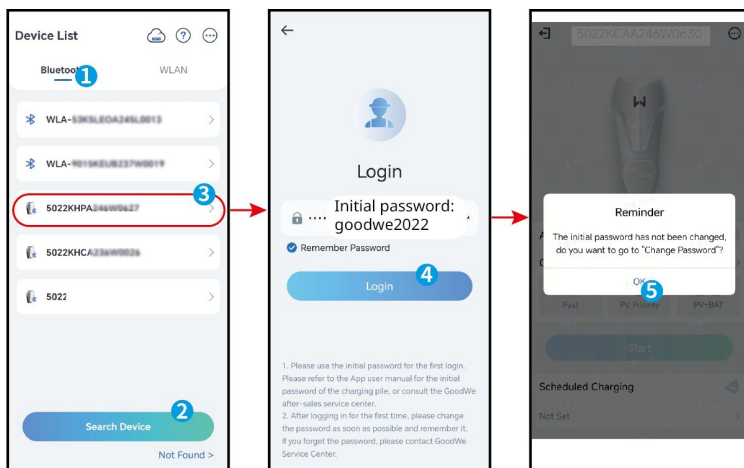 Device List
Bluetoo
1
WLAN
WLA-
WLA-
3
5022KHPA
5022KHCA
5022
2
Search Device
Not Found >
Login
Initial password:
goodwe2022
Remember Password
4
Login
1. Please use the initial password for the first login.
Please refer to the App user manual for the initial
password of the charging pile, or consult the GoodWe
after-sales service center.
2. After logging in for the first time, please change
the password as soon as possible and remember it.
If you forget the password, please contact GoodWe
Service Center.
5022KCAA246W0630
Reminder
The initial password has not been changed,
do you want to go to "Change Password"?
OK
5
Fast
PV Priority
PV+BAT
Start
Scheduled Charging
Not Set